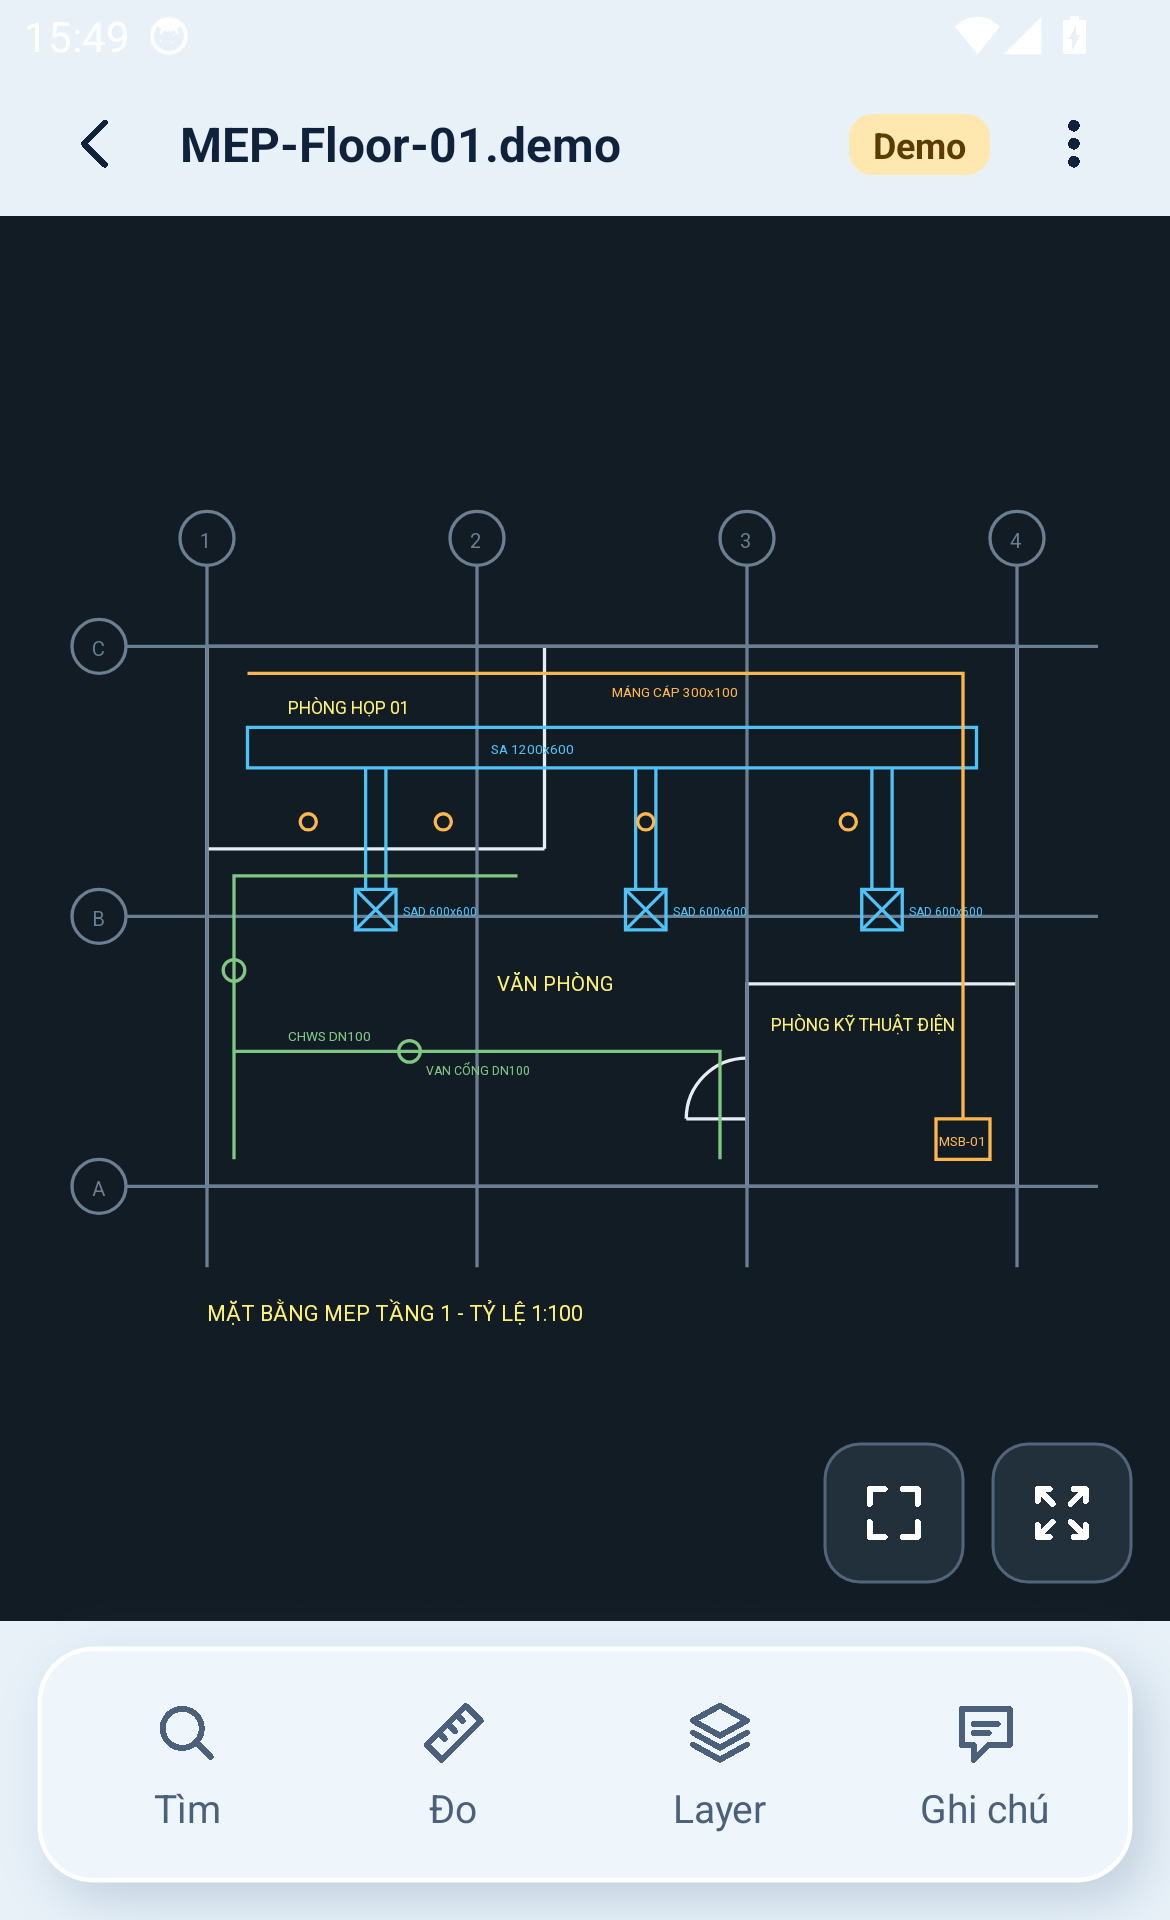 15:49
MEP-Floor-01.demo
Demo
1
2
3
4
C
MÁNG CÁP 300x100
PHÒNG HỌP 01
SA 1200x600
B
SAD 600x600
SAD 600x600
SAD 600x600
VĂN PHÒNG
PHÒNG KỸ THUẬT ĐIỆN
CHWS DN100
VAN CỔNG DN100
MSB-01
A
MẶT BẰNG MEP TẦNG 1 - TỶ LỆ 1:100
Tìm
Đo
Layer
Ghi chú